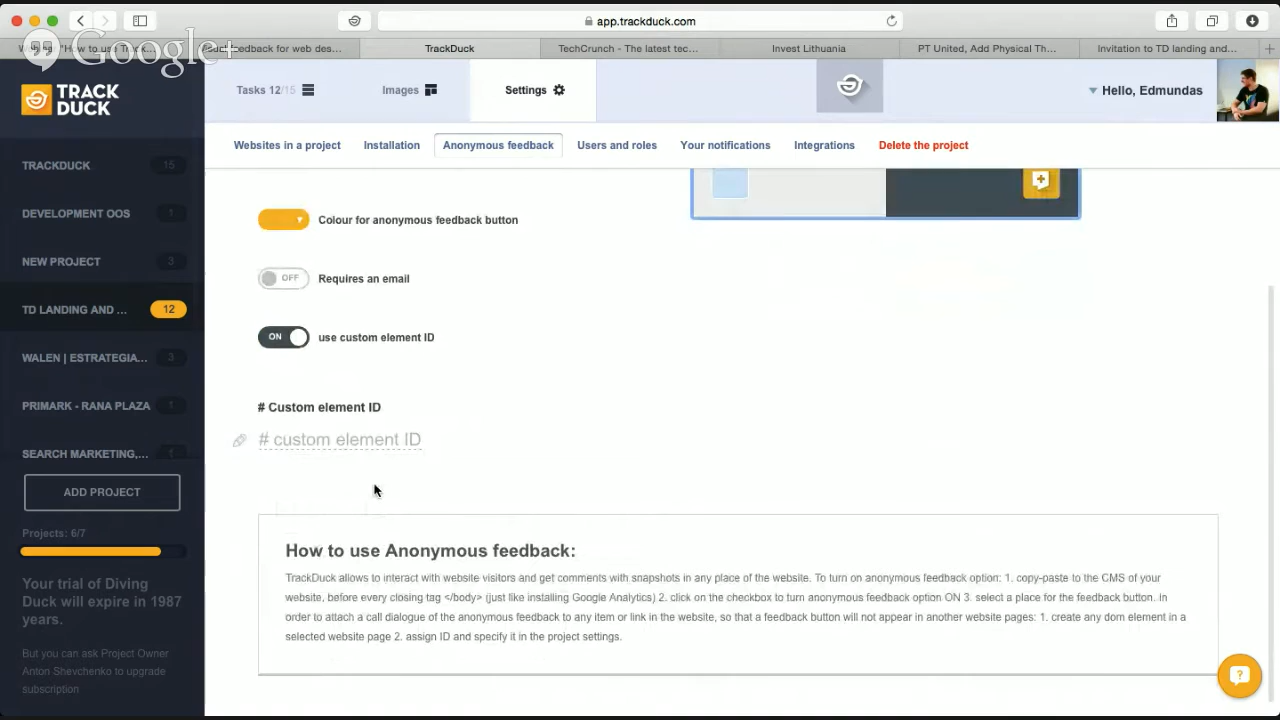 app.trackduck.com
Feedback for web des...
TrackDuck
TechCrunch - The latest tec...
Invest Lithuania
PT United, Add Physical Th...
Invitation to TD landing and...
Google+
TRACK
DUCK
Tasks 12/15
Images
Settings
Hello, Edmundas
Websites in a project
Installation
Anonymous feedback
Users and roles
Your notifications
Integrations
Delete the project
TRACKDUCK 15
DEVELOPMENT OOS 1
NEW PROJECT 3
TD LANDING AND ... 12
WALEN | ESTRATEGIA... 3
PRIMARK - RANA PLAZA 1
SEARCH MARKETING,...
ADD PROJECT
Projects: 6/7
Your trial of Diving
Duck will expire in 1987
years.
But you can ask Project Owner
Anton Shevchenko to upgrade
subscription
Colour for anonymous feedback button
OFF Requires an email
ON use custom element ID
# Custom element ID
# custom element ID
How to use Anonymous feedback:
TrackDuck allows to interact with website visitors and get comments with snapshots in any place of the website. To turn on anonymous feedback option: 1. copy-paste to the CMS of your
website, before every closing tag </body> (just like installing Google Analytics) 2. click on the checkbox to turn anonymous feedback option ON 3. select a place for the feedback button. In
order to attach a call dialogue of the anonymous feedback to any item or link in the website, so that a feedback button will not appear in another website pages: 1. create any dom element in a
selected website page 2. assign ID and specify it in the project settings.